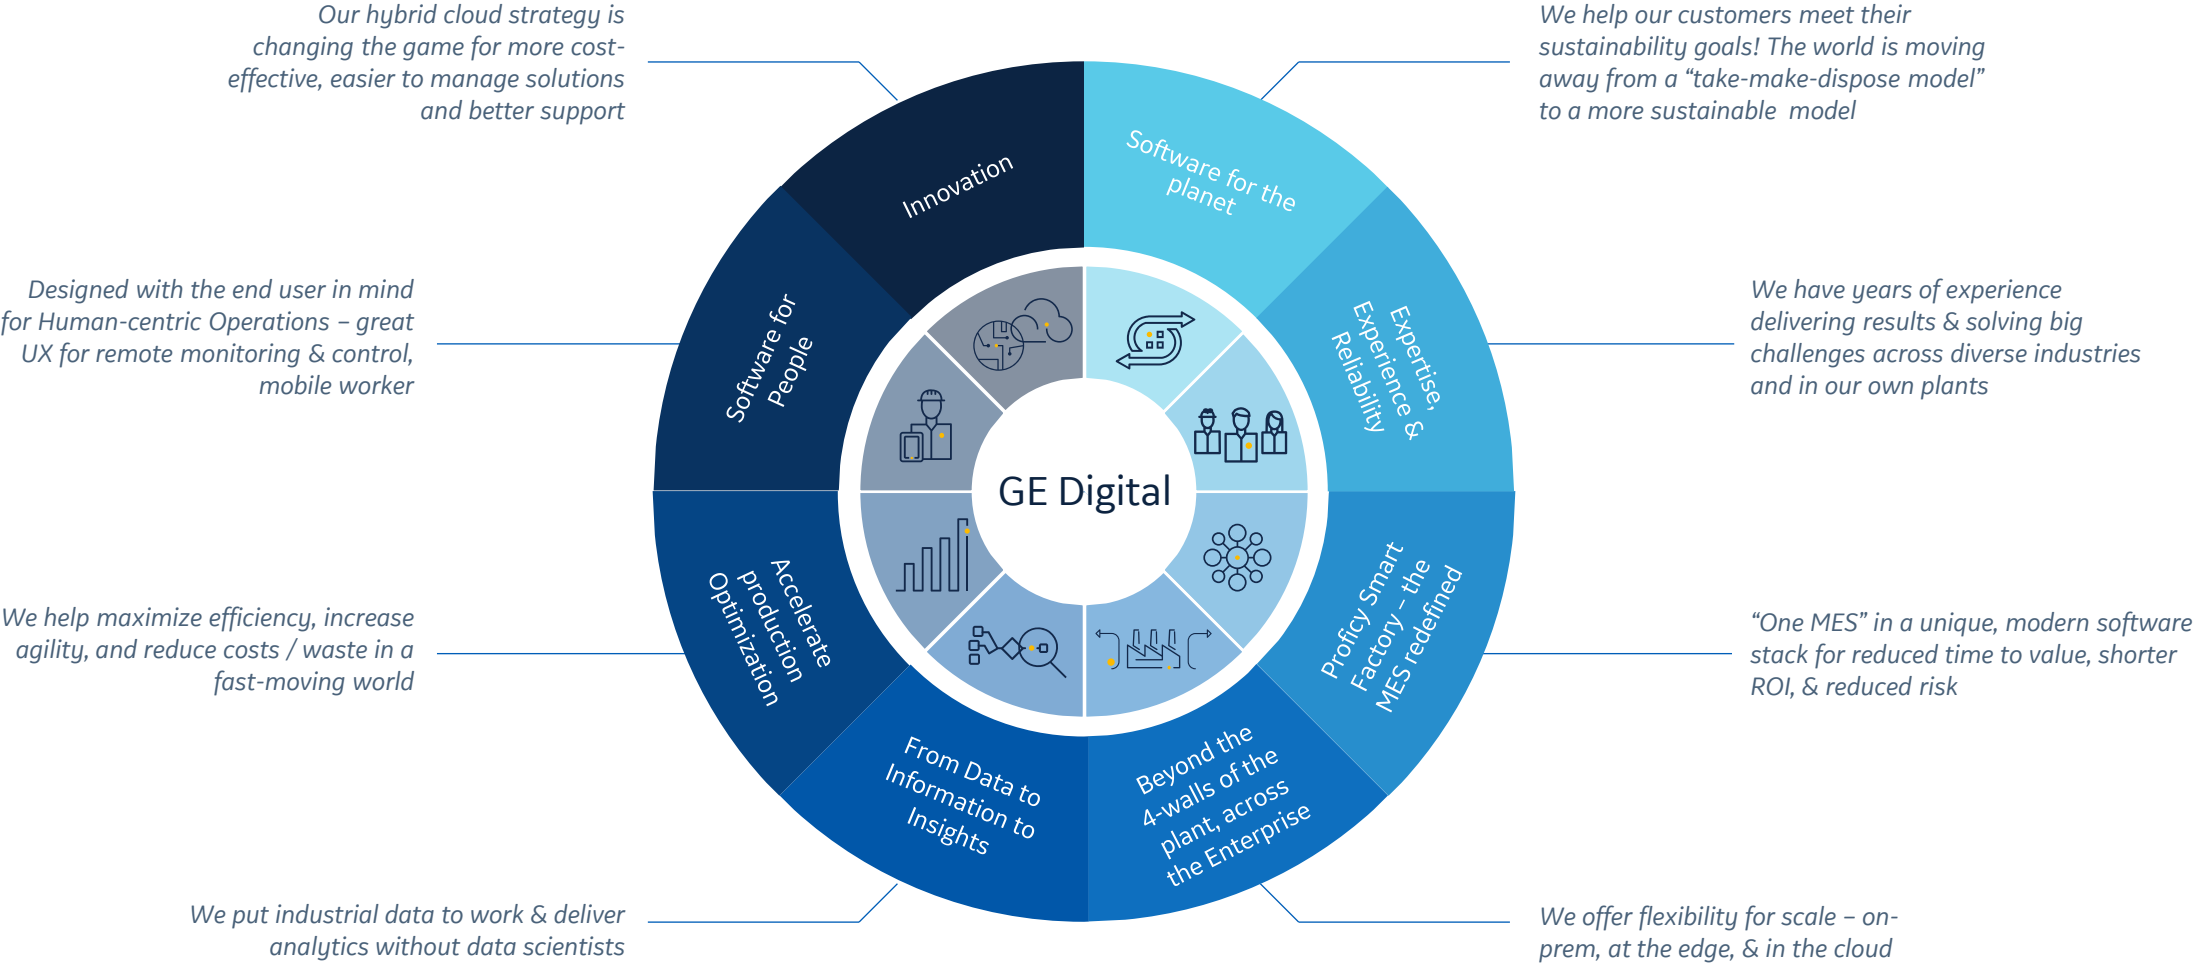 Our hybrid cloud strategy is
changing the game for more cost-
effective, easier to manage solutions
and better support
We help our customers meet their
sustainability goals! The world is moving
away from a “take-make-dispose model”
to a more sustainable  model
Innovation
Software for the
planet
Designed with the end user in mind
for Human-centric Operations – great
UX for remote monitoring & control,
mobile worker
Software for
People
Expertise,
Experience &
Reliability
We have years of experience
delivering results & solving big
challenges across diverse industries
and in our own plants
GE Digital
We help maximize efficiency, increase
agility, and reduce costs / waste in a
fast-moving world
Accelerate
production
Optimization
Proficy Smart
Factory – the
MES redefined
“One MES” in a unique, modern software
stack for reduced time to value, shorter
ROI, & reduced risk
From Data to
Information to
Insights
Beyond the
4-walls of the
plant, across
the Enterprise
We put industrial data to work & deliver
analytics without data scientists
We offer flexibility for scale – on-
prem, at the edge, & in the cloud